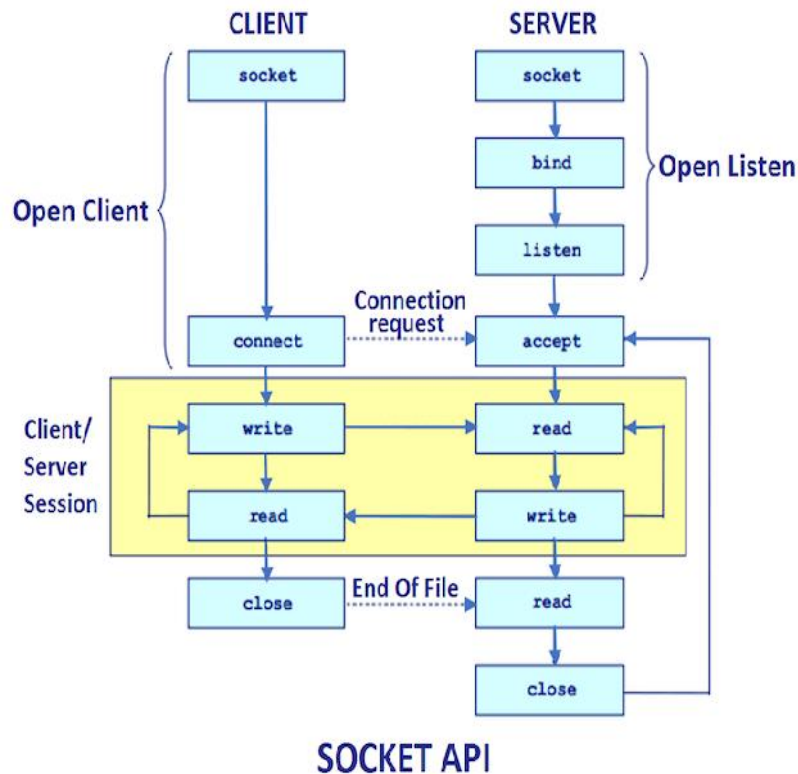 CLIENT
SERVER
socket
socket
bind
Open Listen
Open Client
listen
Connection
request
connect
accept
Client/
Server
Session
write
read
read
write
close
End Of File
read
close
SOCKET API